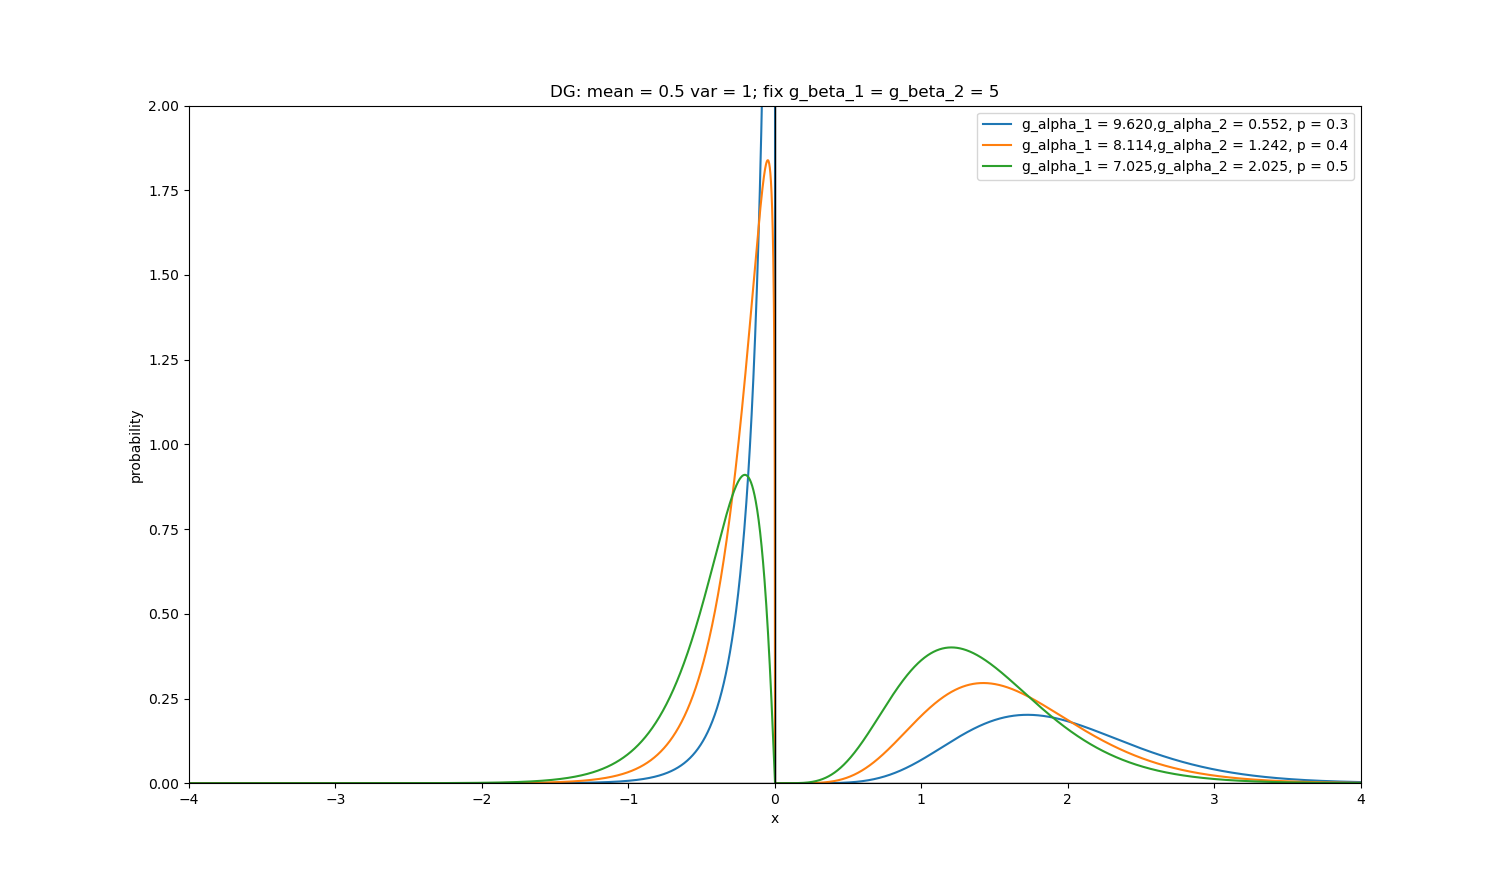 DG: mean = 0.5 var = 1; fix g_beta_1 = g_beta_2 = 5
g_alpha_1 = 9.620,g_alpha_2 = 0.552, p = 0.3
g_alpha_1 = 8.114,g_alpha_2 = 1.242, p = 0.4
g_alpha_1 = 7.025,g_alpha_2 = 2.025, p = 0.5
probability
2.00
1.75
1.50
1.25
1.00
0.75
0.50
0.25
0.00
−4 −3 −2 −1 0 1 2 3 4
x